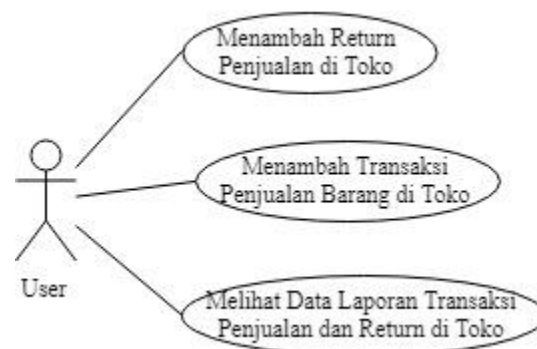 Menambah Return
Penjualan di Toko
Menambah Transaksi
Penjualan Barang di Toko
User
Melihat Data Laporan Transaksi
Penjualan dan Return di Toko